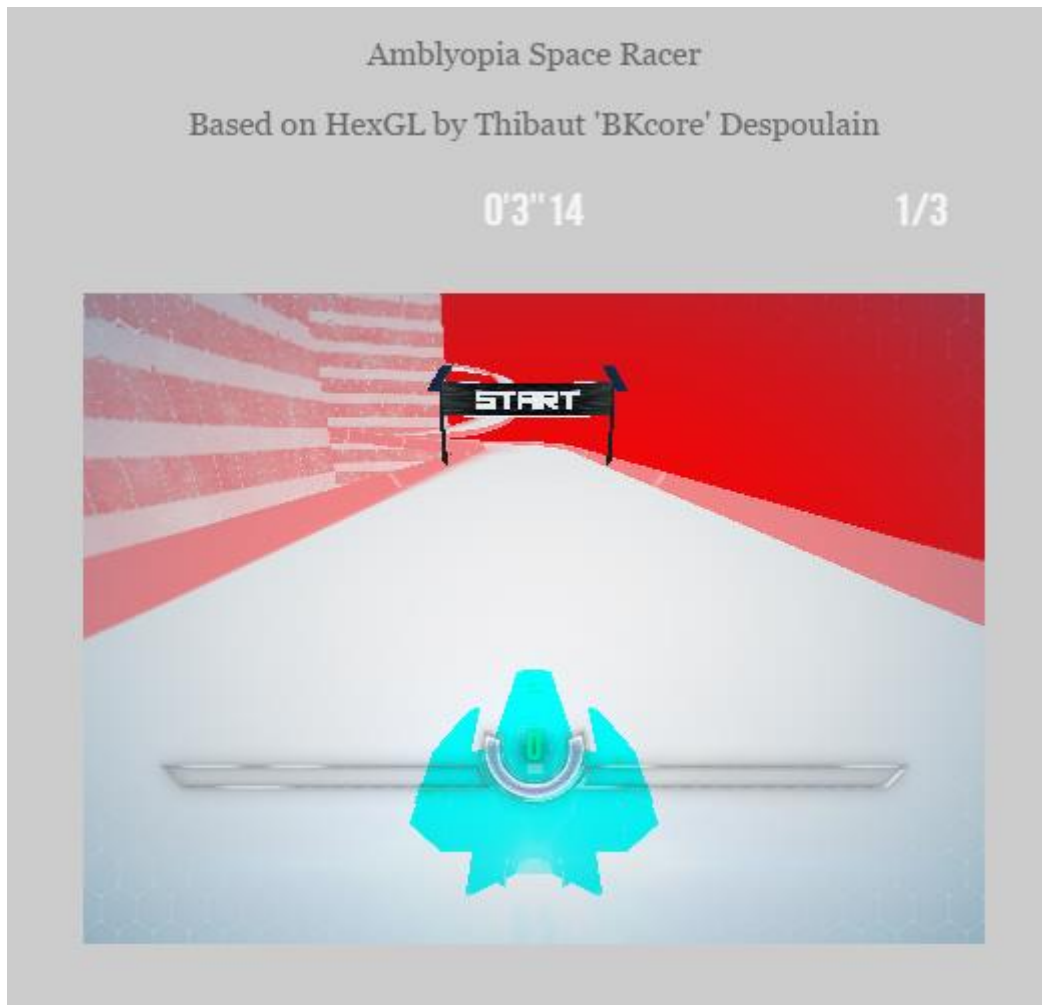 Amblyopia Space Racer
Based on HexGL by Thibaut 'BKcore' Despoulain
0'3''14 1/3
START
0